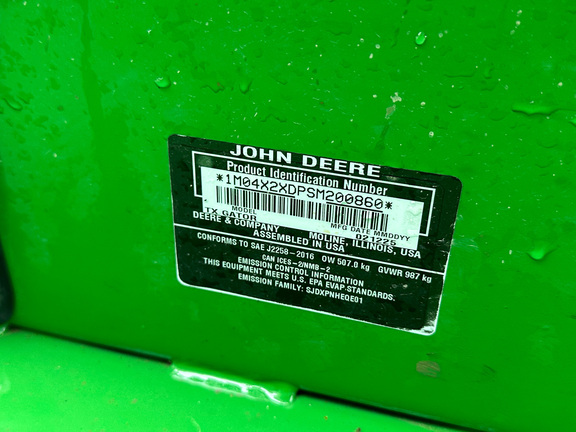 JOHN DEERE
Product Identification Number
*1M04X2XDPSM200860*
MODEL MFG DATE MMDDYY
TX GATOR 021225
DEERE & COMPANY MOLINE, ILLINOIS, USA
ASSEMBLED IN USA
CONFORMS TO SAE J2258-2016 OW 507.0 kg GVWR 987 kg
CAN ICES-2/NMB-2
EMISSION CONTROL INFORMATION
THIS EQUIPMENT MEETS U.S. EPA EVAP-STANDARDS.
EMISSION FAMILY: SJDXPNHEQE01